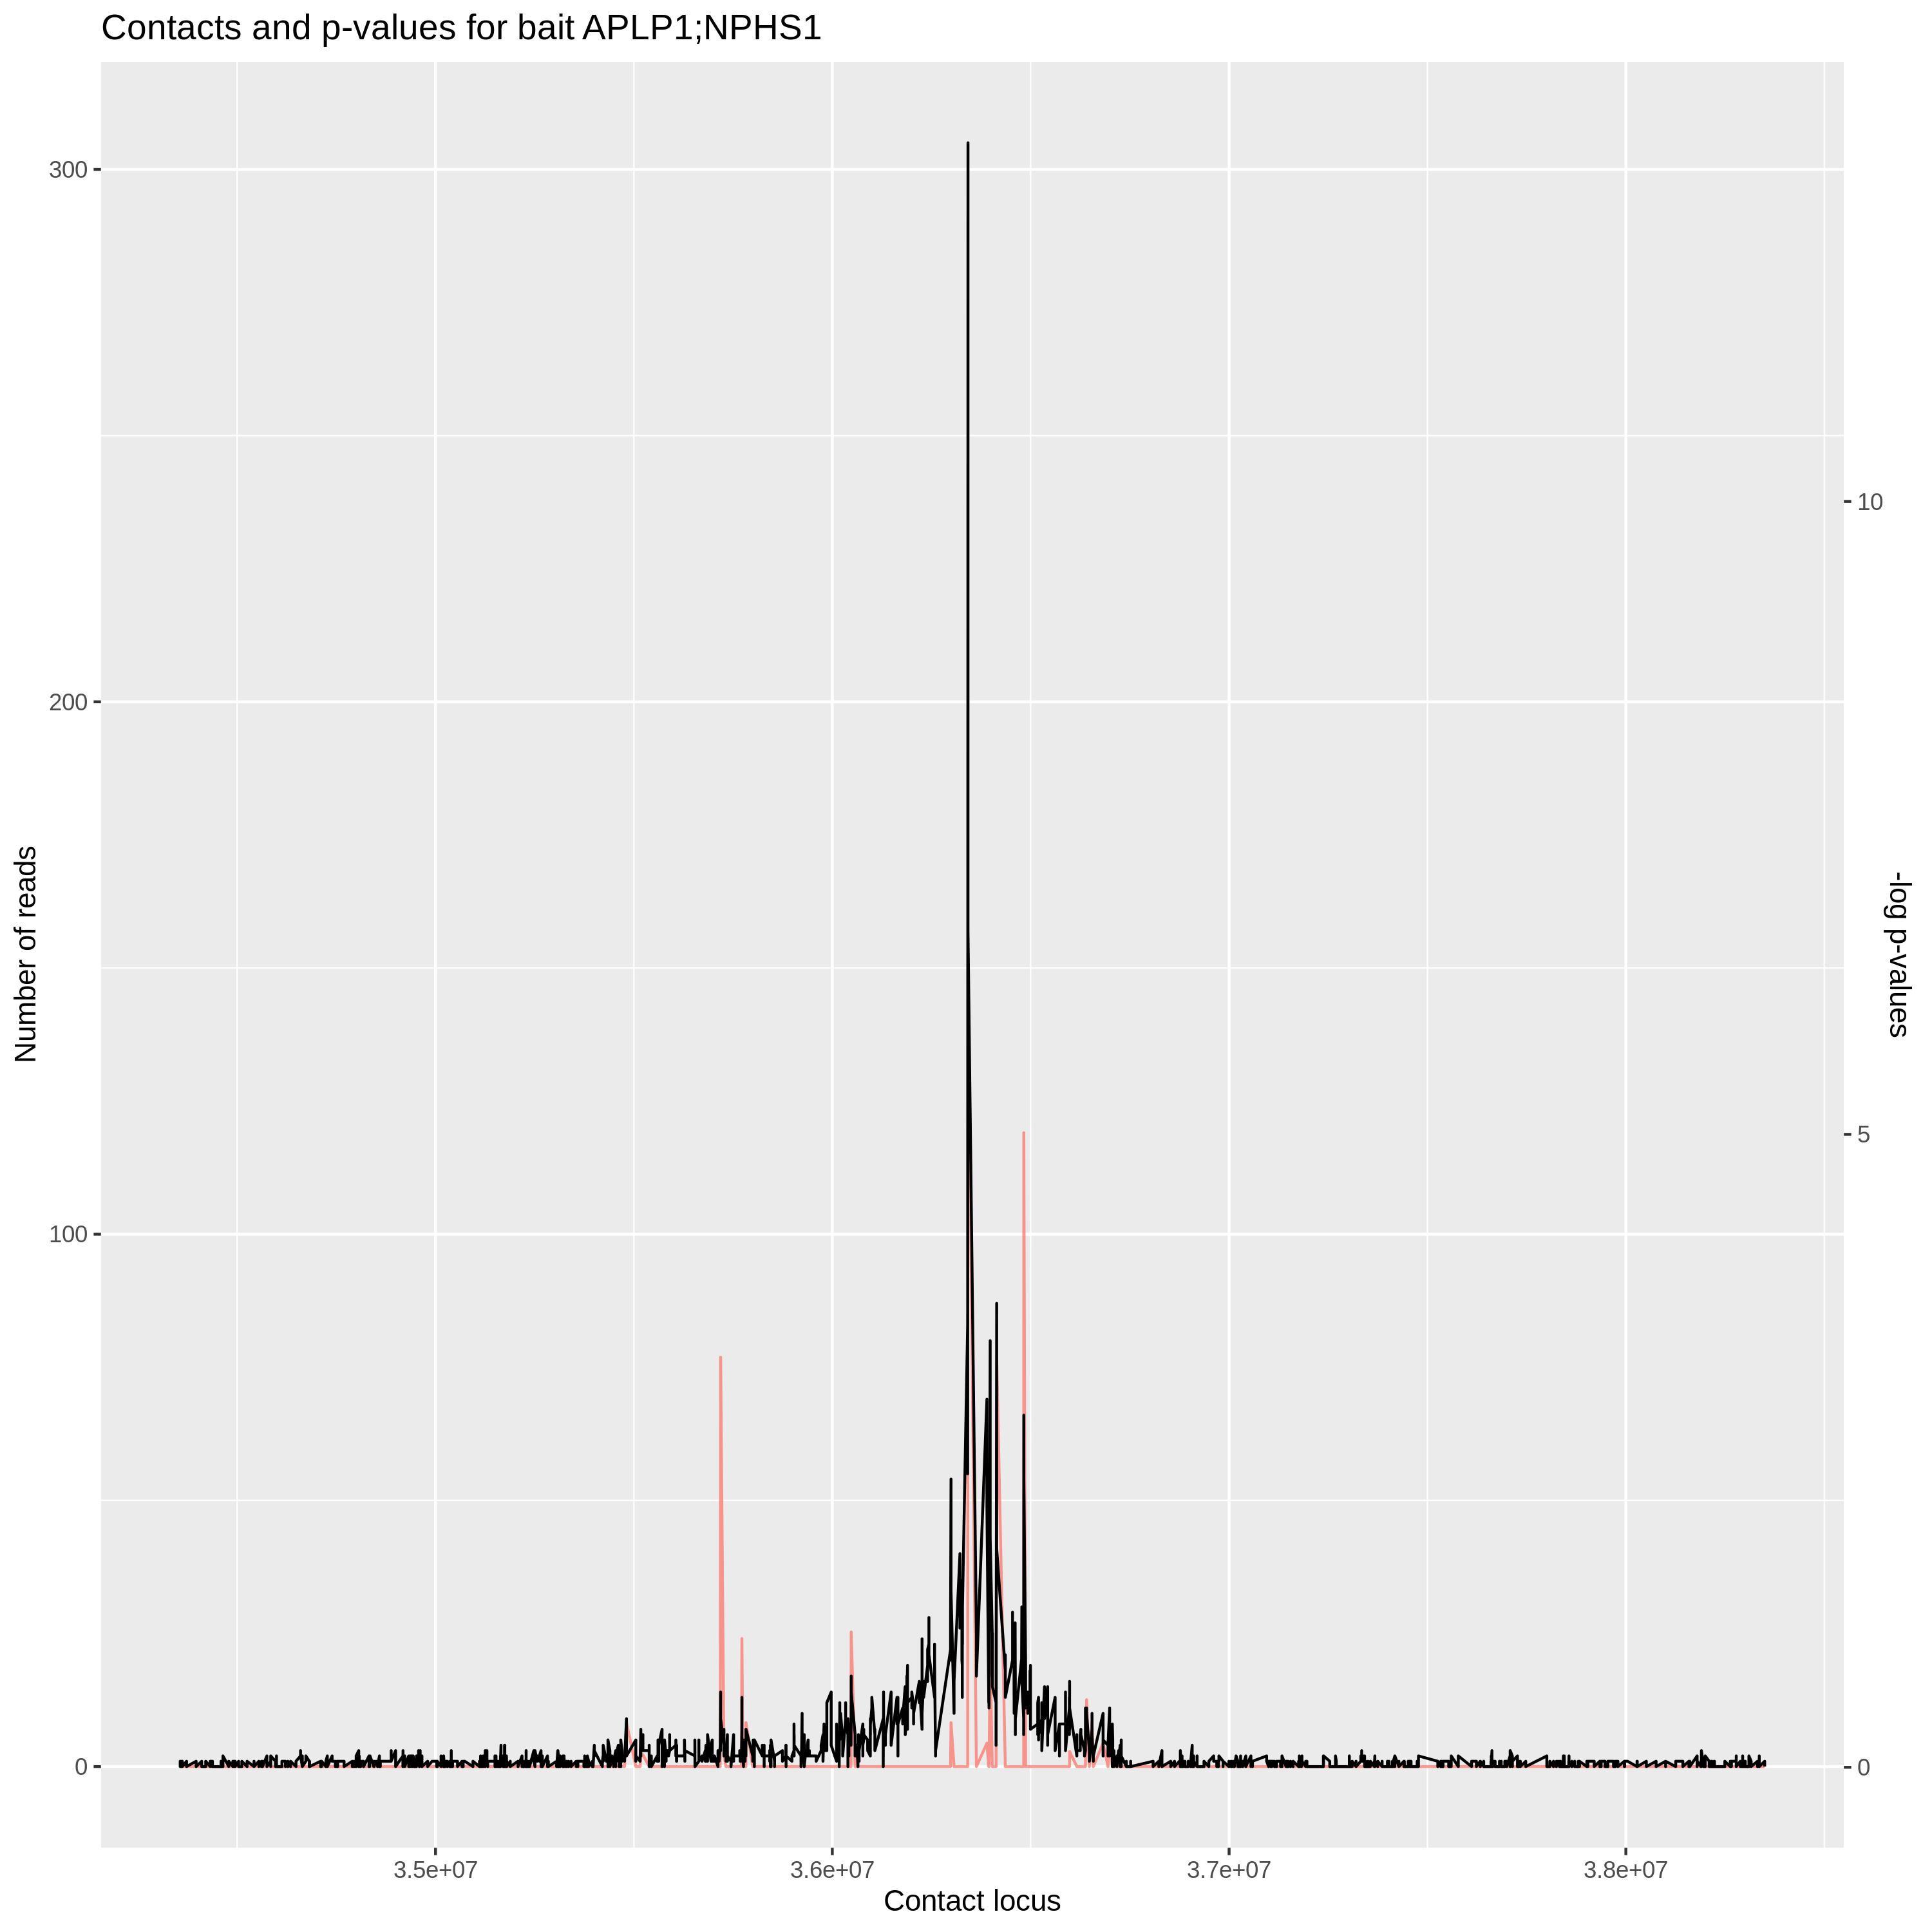 Contacts and p-values for bait APLP1;NPHS1
300
200
100
0
Number of reads
10
5
0
-log p-values
3.5e+07
3.6e+07
3.7e+07
3.8e+07
Contact locus